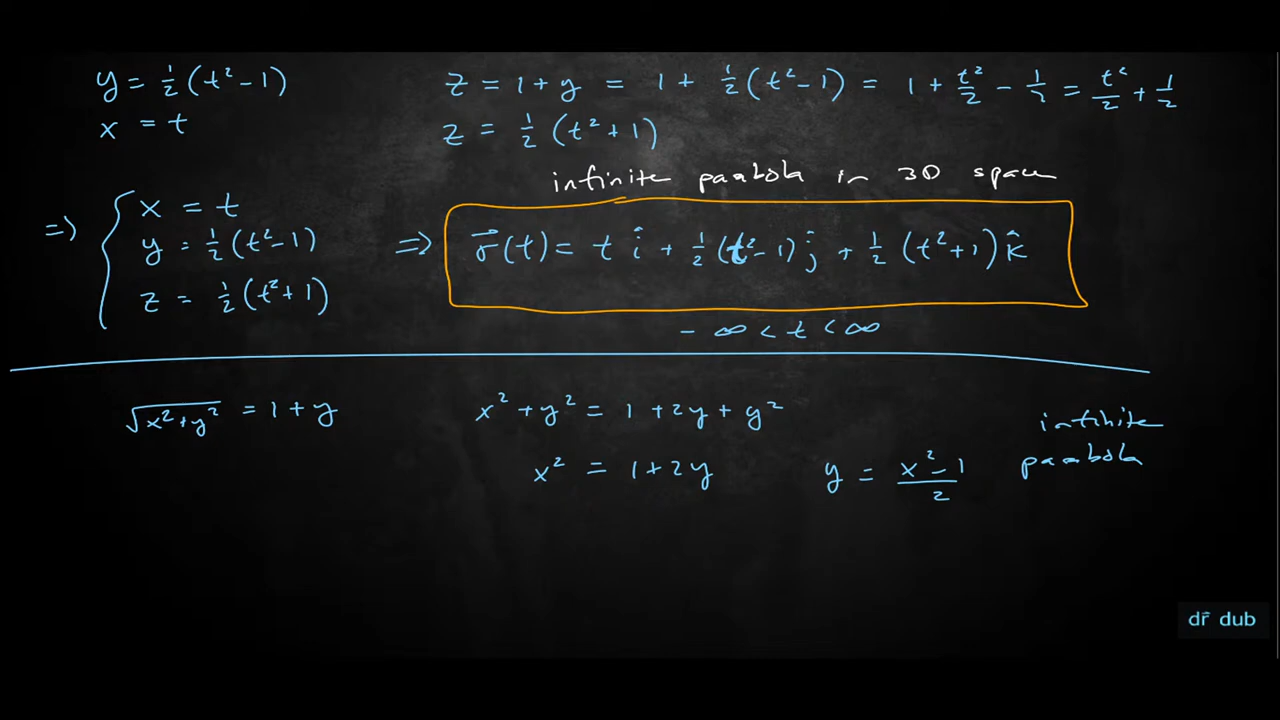 y = ½(t² - 1)
z = 1 + y = 1 + ½(t² - 1) = 1 + t²/2 - 1/2 = t²/2 + 1/2
x = t
z = ½(t² + 1)
infinite parabola in 3D space
=> { x = t
y = ½(t² - 1)
z = ½(t² + 1)
=> r⃗(t) = t î + ½(t² - 1) ĵ + ½(t² + 1) k̂
- ∞ < t < ∞
√(x² + y²) = 1 + y
x² + y² = 1 + 2y + y²
x² = 1 + 2y
y = (x² - 1)/2
infinite
parabola
dr dub